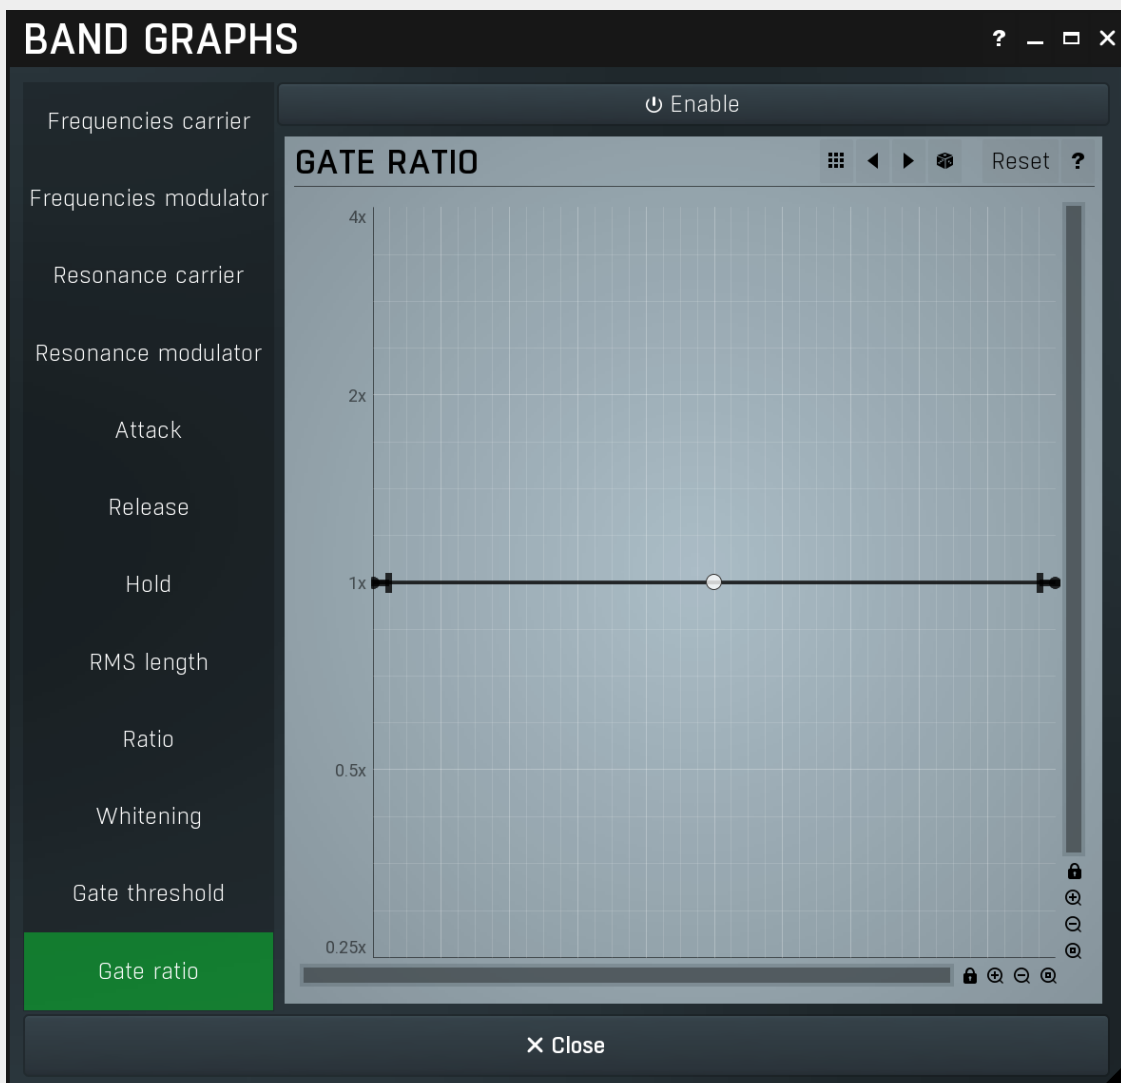 BAND GRAPHS
?
Enable
Frequencies carrier
Frequencies modulator
Resonance carrier
Resonance modulator
Attack
Release
Hold
RMS length
Ratio
Whitening
Gate threshold
Gate ratio
GATE RATIO
Reset ?
4x
2x
1x
0.5x
0.25x
Close